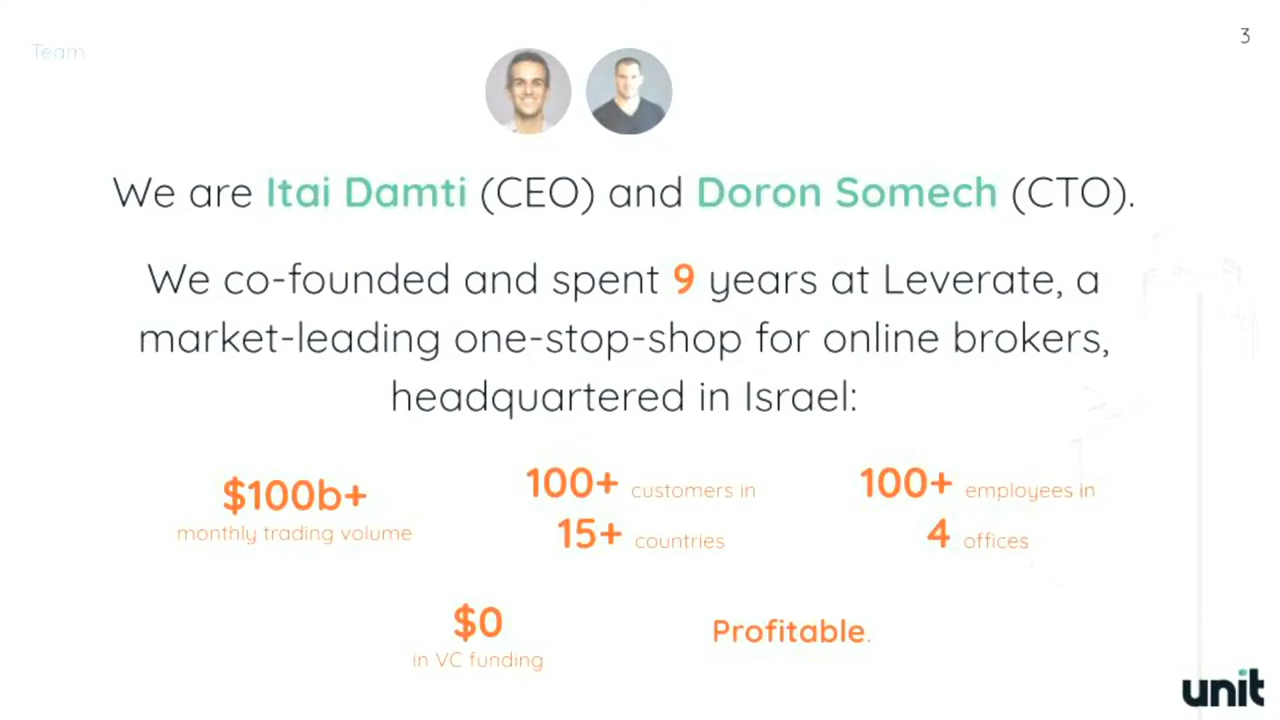 Team
3
We are Itai Damti (CEO) and Doron Somech (CTO).
We co-founded and spent 9 years at Leverate, a
market-leading one-stop-shop for online brokers,
headquartered in Israel:
$100b+
monthly trading volume
100+ customers in
15+ countries
100+ employees in
4 offices
$0
in VC funding
Profitable.
unit